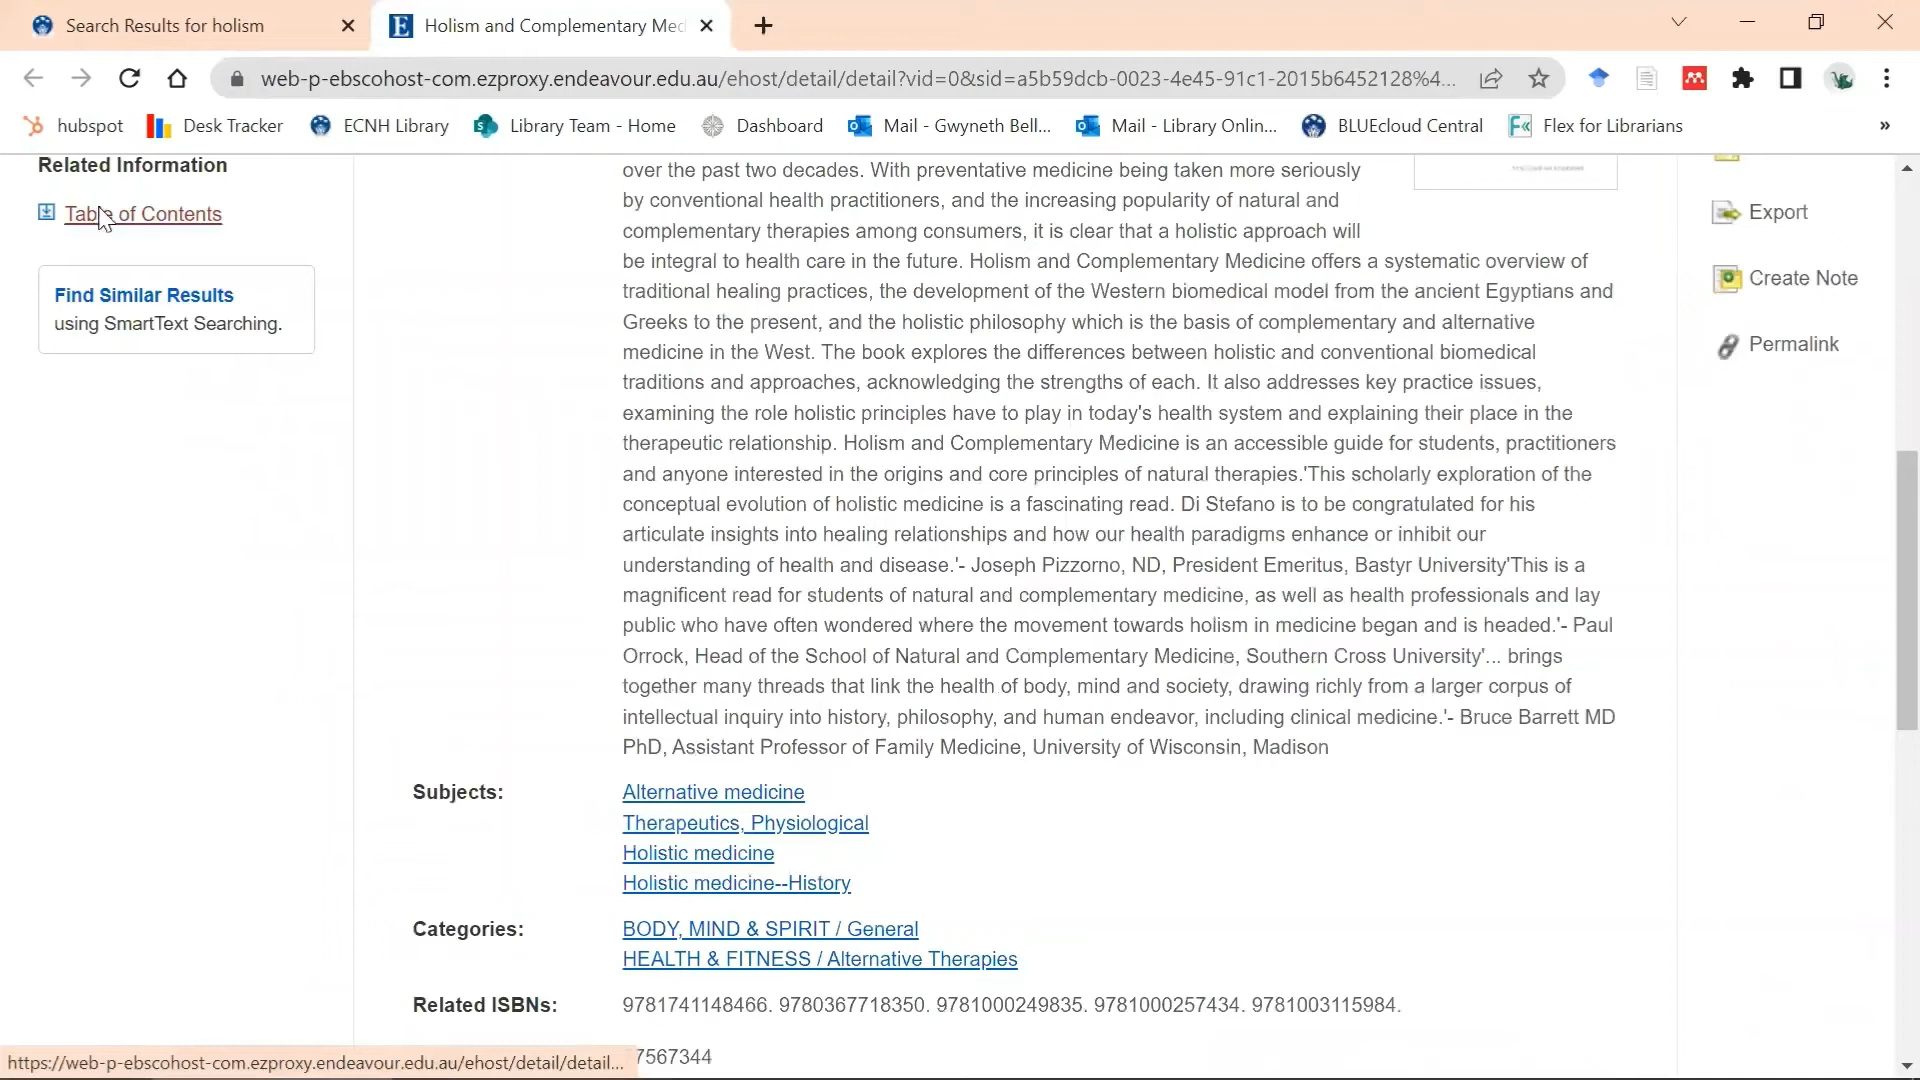 Search Results for holism
Holism and Complementary Med
web-p-ebscohost-com.ezproxy.endeavour.edu.au/ehost/detail/detail?vid=0&sid=a5b59dcb-0023-4e45-91c1-2015b6452128%4...
hubspot Desk Tracker ECNH Library Library Team - Home Dashboard Mail - Gwyneth Bell... Mail - Library Onlin... BLUEcloud Central Flex for Librarians »
Related Information
Table of Contents
Find Similar Results
using SmartText Searching.
over the past two decades. With preventative medicine being taken more seriously
by conventional health practitioners, and the increasing popularity of natural and
complementary therapies among consumers, it is clear that a holistic approach will
be integral to health care in the future. Holism and Complementary Medicine offers a systematic overview of
traditional healing practices, the development of the Western biomedical model from the ancient Egyptians and
Greeks to the present, and the holistic philosophy which is the basis of complementary and alternative
medicine in the West. The book explores the differences between holistic and conventional biomedical
traditions and approaches, acknowledging the strengths of each. It also addresses key practice issues,
examining the role holistic principles have to play in today's health system and explaining their place in the
therapeutic relationship. Holism and Complementary Medicine is an accessible guide for students, practitioners
and anyone interested in the origins and core principles of natural therapies.'This scholarly exploration of the
conceptual evolution of holistic medicine is a fascinating read. Di Stefano is to be congratulated for his
articulate insights into healing relationships and how our health paradigms enhance or inhibit our
understanding of health and disease.'- Joseph Pizzorno, ND, President Emeritus, Bastyr University'This is a
magnificent read for students of natural and complementary medicine, as well as health professionals and lay
public who have often wondered where the movement towards holism in medicine began and is headed.'- Paul
Orrock, Head of the School of Natural and Complementary Medicine, Southern Cross University'... brings
together many threads that link the health of body, mind and society, drawing richly from a larger corpus of
intellectual inquiry into history, philosophy, and human endeavor, including clinical medicine.'- Bruce Barrett MD
PhD, Assistant Professor of Family Medicine, University of Wisconsin, Madison
Subjects:
Alternative medicine
Therapeutics, Physiological
Holistic medicine
Holistic medicine--History
Categories:
BODY, MIND & SPIRIT / General
HEALTH & FITNESS / Alternative Therapies
Related ISBNs:
9781741148466. 9780367718350. 9781000249835. 9781000257434. 9781003115984.
7567344
Export
Create Note
Permalink
https://web-p-ebscohost-com.ezproxy.endeavour.edu.au/ehost/detail/detail...